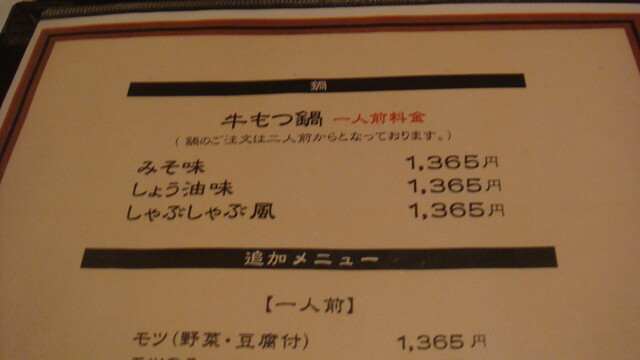 鍋
牛もつ鍋 一人前料金
(鍋のご注文は二人前からとなっております。)
みそ味 1,365円
しょう油味 1,365円
しゃぶしゃぶ風 1,365円
追加メニュー
【一人前】
モツ(野菜・豆腐付) 1,365円